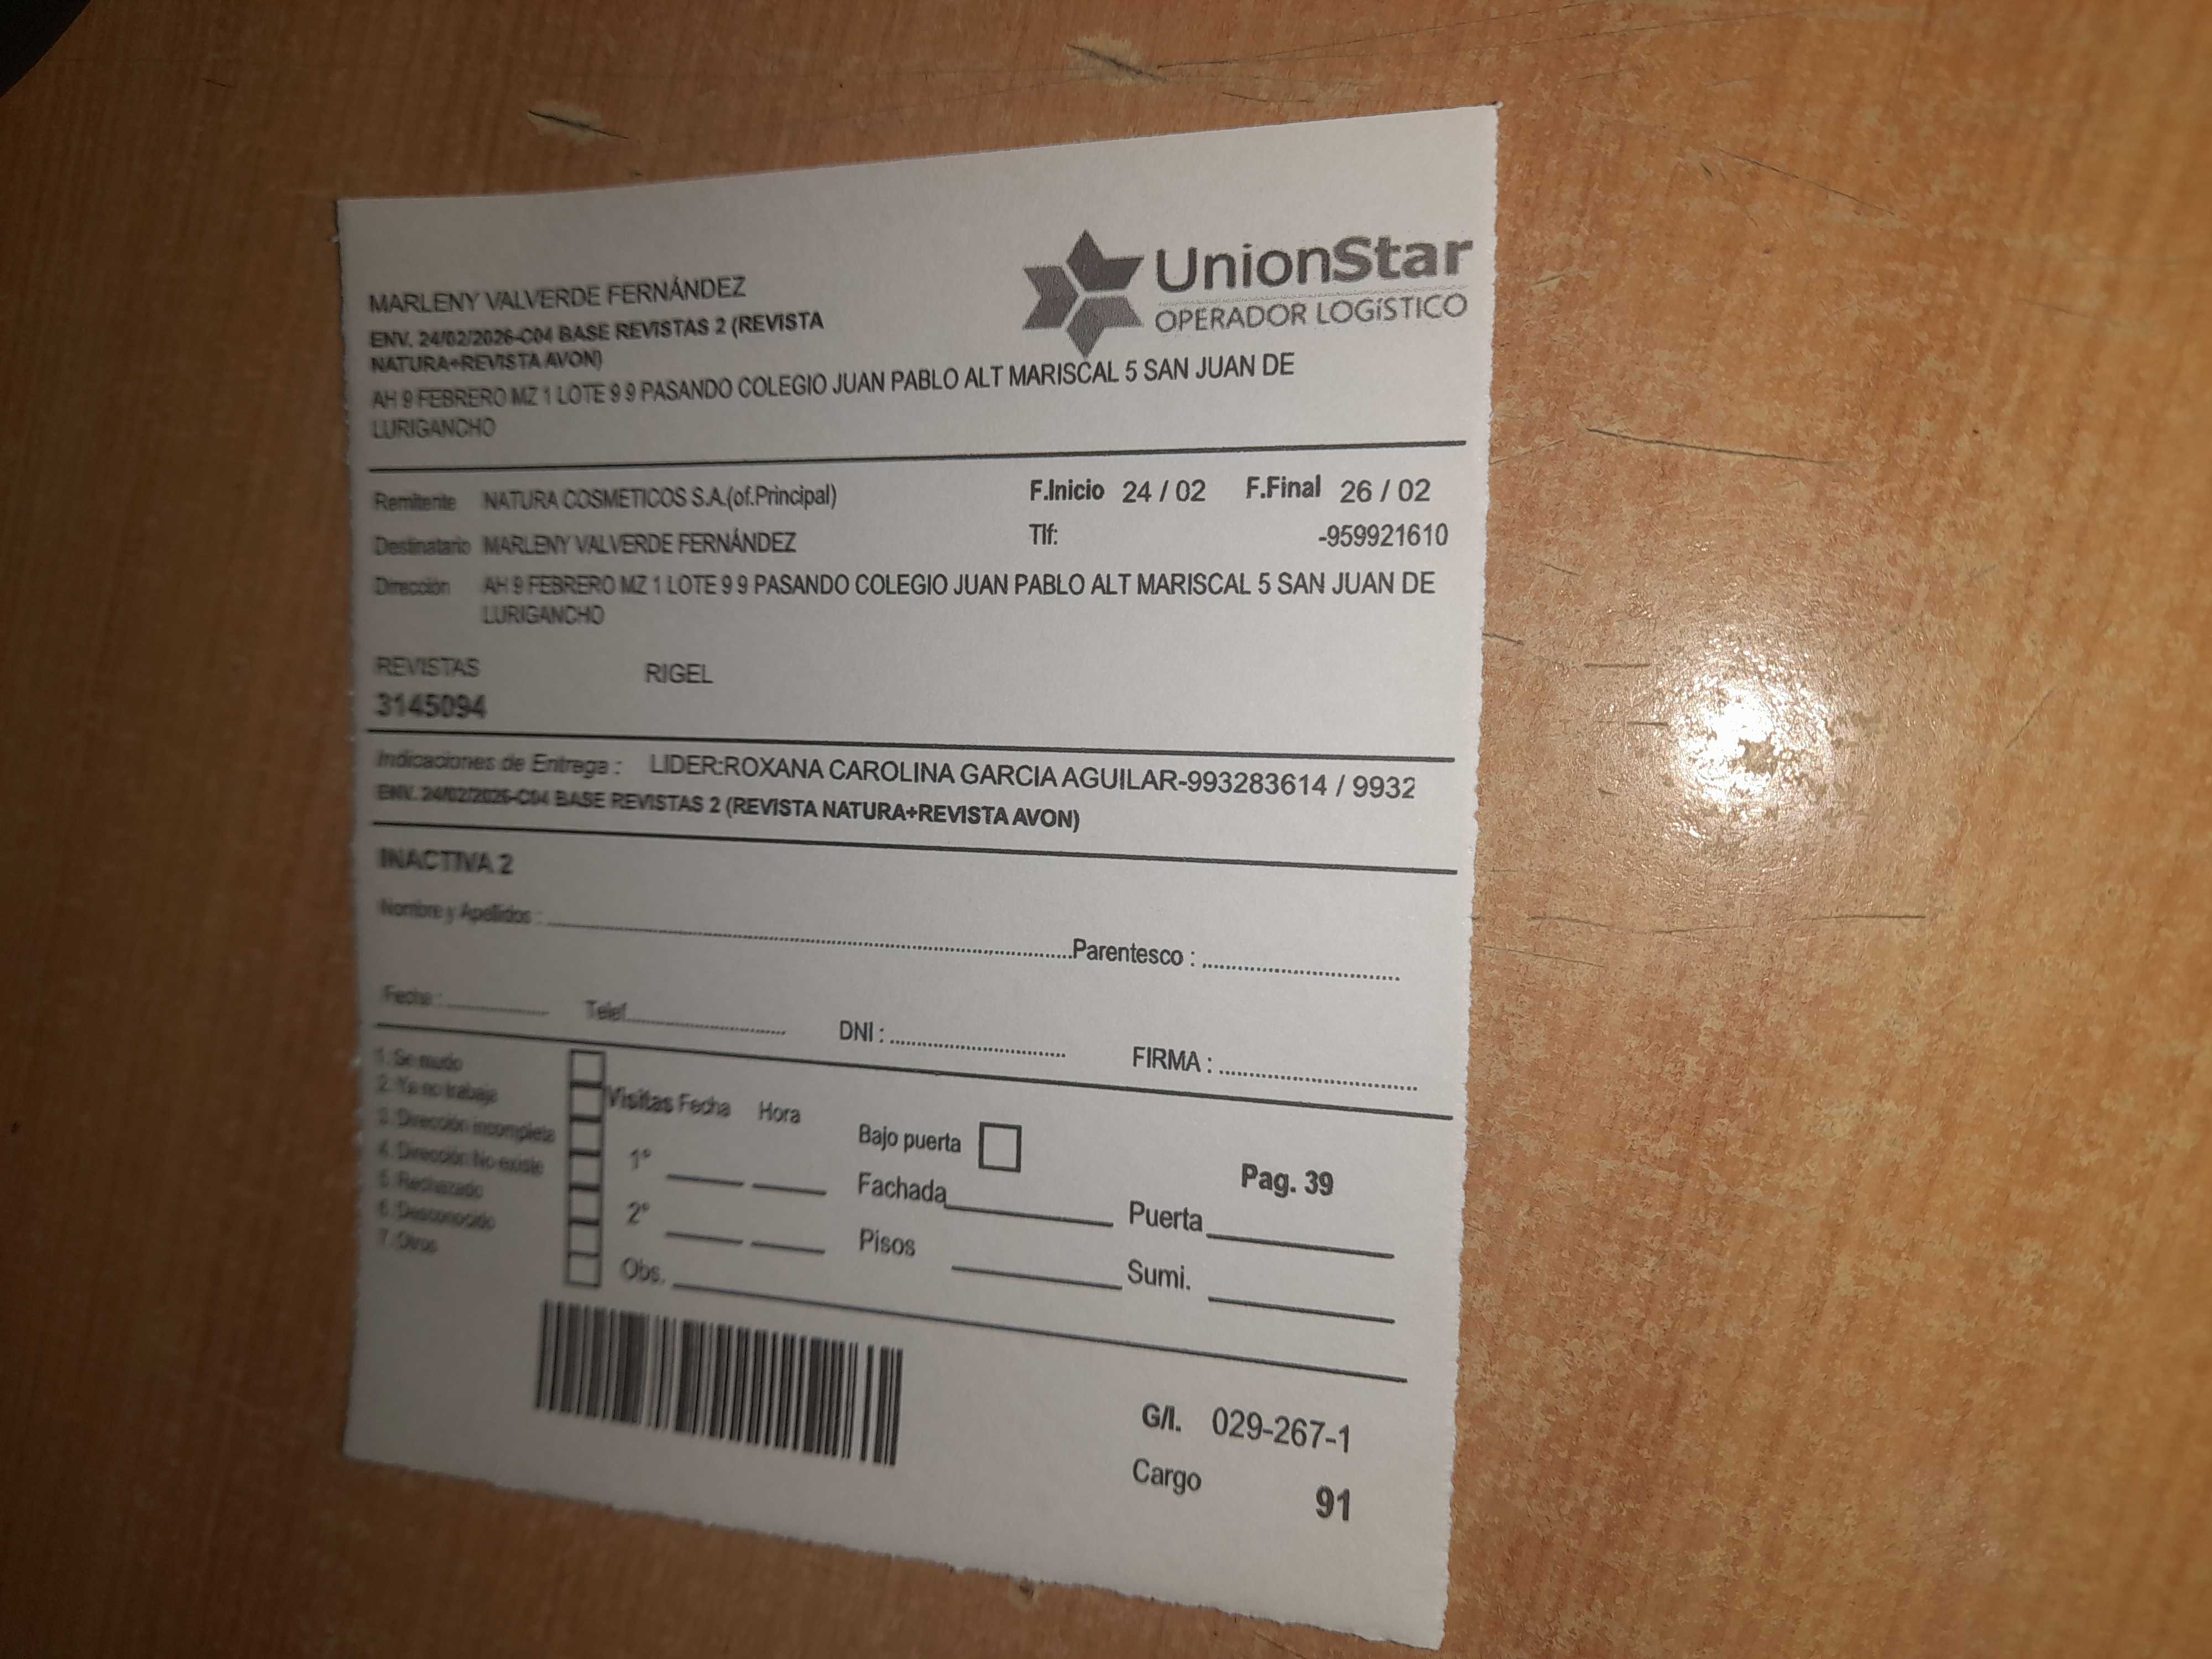 UnionStar
OPERADOR LOGíSTICO
MARLENY VALVERDE FERNÁNDEZ
ENV. 24/02/2026-C04 BASE REVISTAS 2 (REVISTA
NATURA+REVISTA AVON)
AH 9 FEBRERO MZ 1 LOTE 9 9 PASANDO COLEGIO JUAN PABLO ALT MARISCAL 5 SAN JUAN DE
LURIGANCHO
Remitente NATURA COSMETICOS S.A.(of.Principal) F.Inicio 24 / 02 F.Final 26 / 02
Destinatario MARLENY VALVERDE FERNÁNDEZ Tlf: -959921610
Dirección AH 9 FEBRERO MZ 1 LOTE 9 9 PASANDO COLEGIO JUAN PABLO ALT MARISCAL 5 SAN JUAN DE
LURIGANCHO
REVISTAS RIGEL
3145094
Indicaciones de Entrega : LIDER:ROXANA CAROLINA GARCIA AGUILAR-993283614 / 9932
ENV. 24/02/2026-C04 BASE REVISTAS 2 (REVISTA NATURA+REVISTA AVON)
INACTIVA 2
Nombre y Apellidos : Parentesco :
Fecha : Telef. DNI : FIRMA :
1. Se mudo
2. Ya no trabaja
3. Dirección incompleta
4. Dirección No existe
5. Rechazado
6. Desconocido
7. Otros
Visitas Fecha Hora
1°
2°
Obs.
Bajo puerta
Pag. 39
Fachada Puerta
Pisos Sumi.
G/I. 029-267-1
Cargo 91